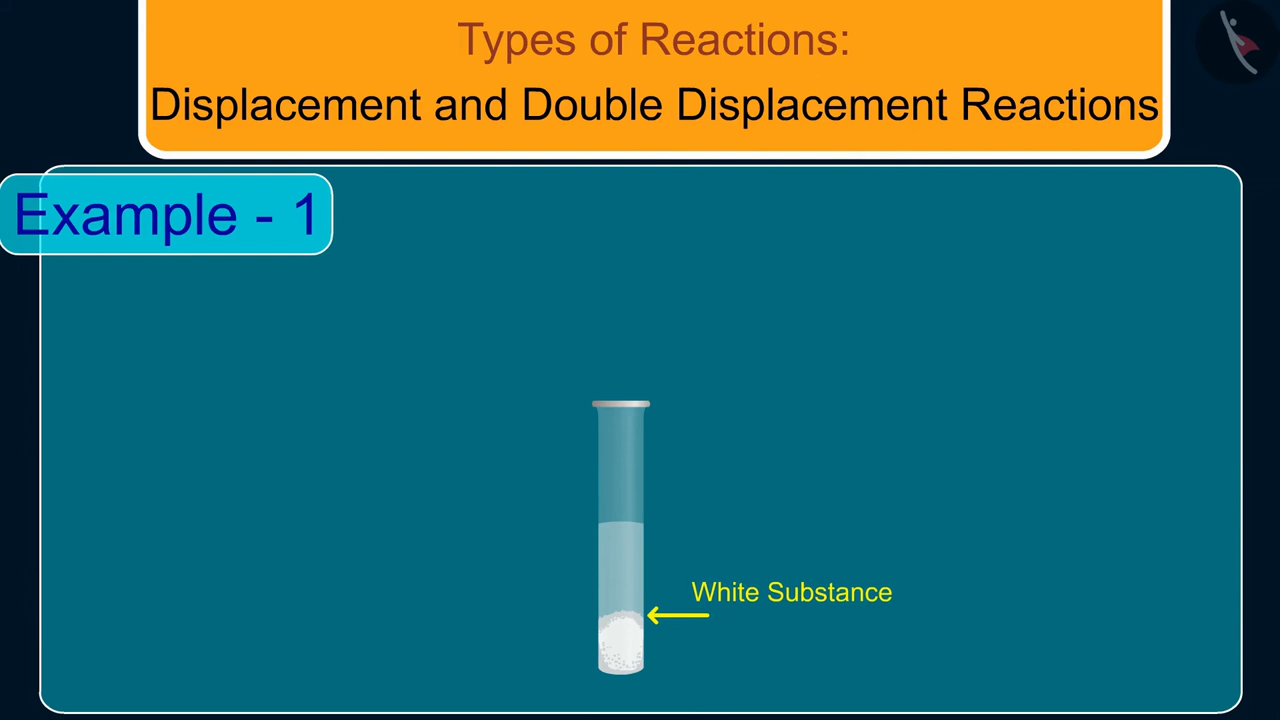 Types of Reactions:
Displacement and Double Displacement Reactions
Example - 1
White Substance